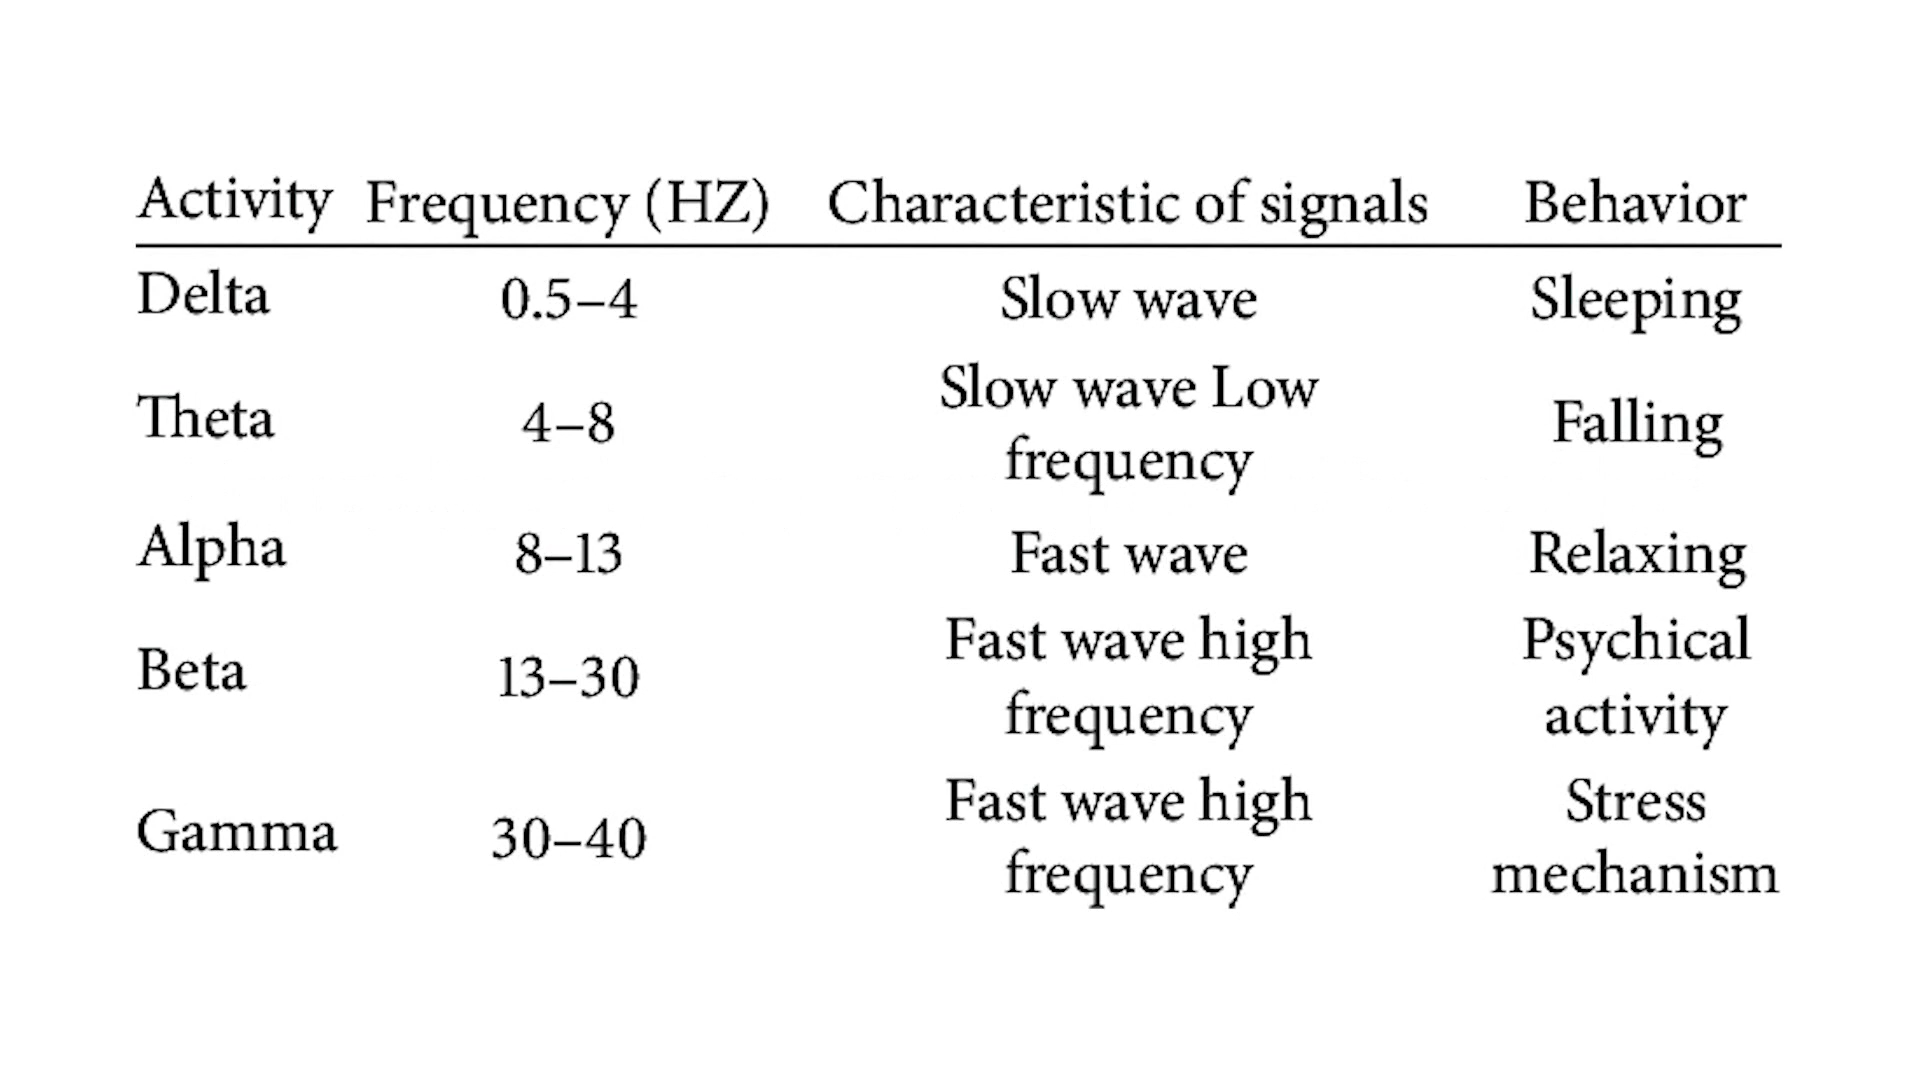 Activity Frequency (HZ) Characteristic of signals Behavior
Delta 0.5–4 Slow wave Sleeping
Theta 4–8 Slow wave Low frequency Falling
Alpha 8–13 Fast wave Relaxing
Beta 13–30 Fast wave high frequency Psychical activity
Gamma 30–40 Fast wave high frequency Stress mechanism